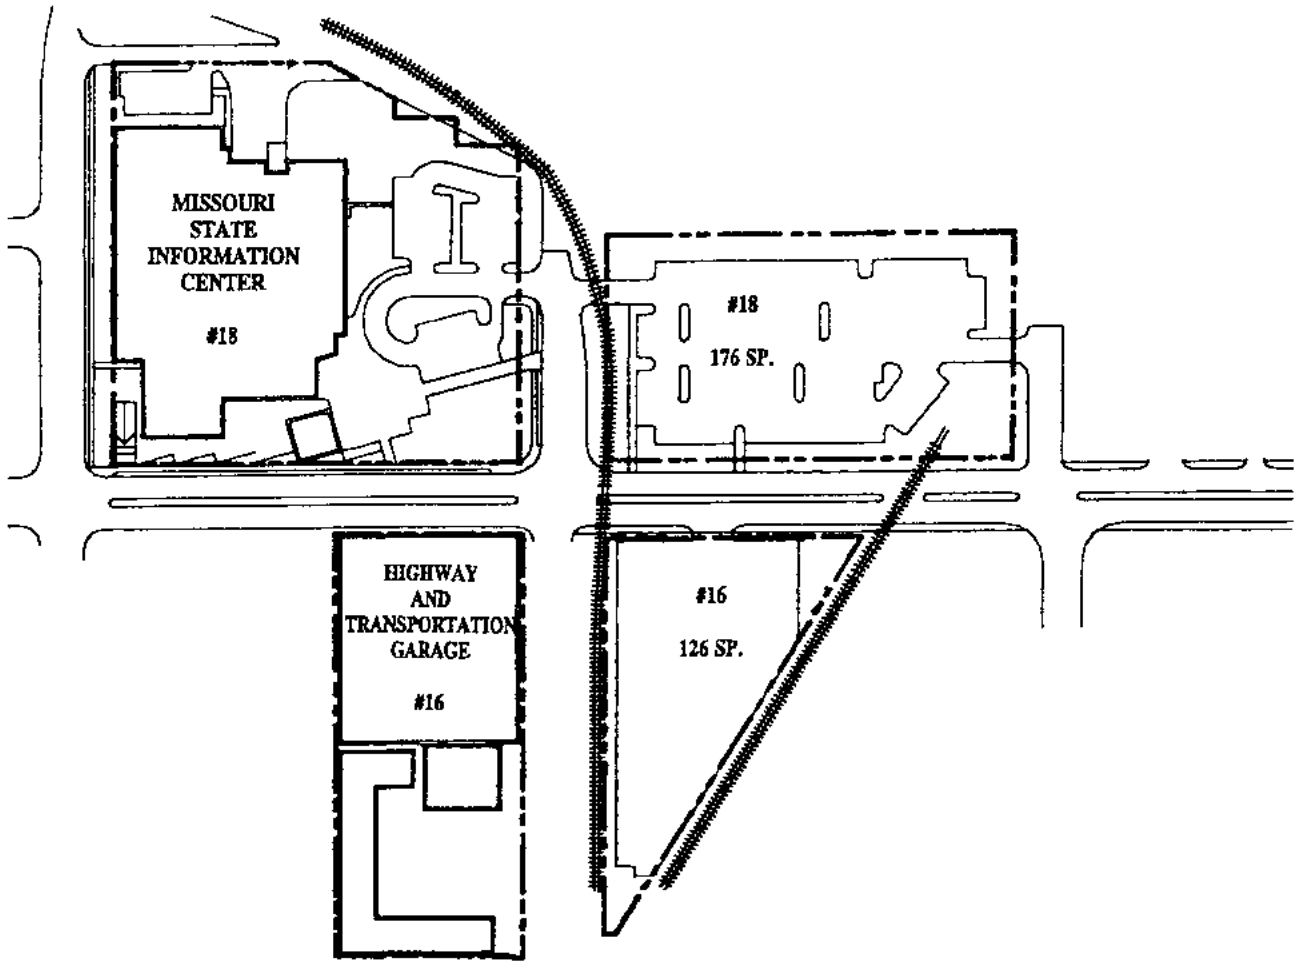 MISSOURI
STATE
INFORMATION
CENTER
#18
#18
176 SP.
HIGHWAY
AND
TRANSPORTATION
GARAGE
#16
#16
126 SP.